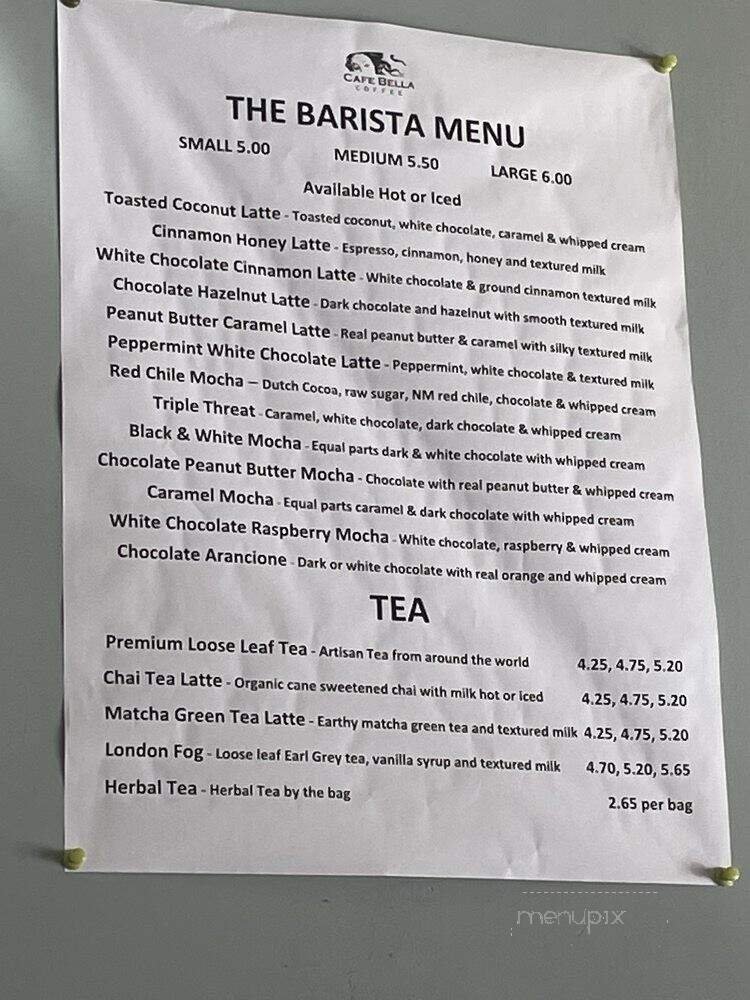 CAFE BELLA
COFFEE
THE BARISTA MENU
SMALL 5.00 MEDIUM 5.50 LARGE 6.00
Available Hot or Iced
Toasted Coconut Latte - Toasted coconut, white chocolate, caramel & whipped cream
Cinnamon Honey Latte - Espresso, cinnamon, honey and textured milk
White Chocolate Cinnamon Latte - White chocolate & ground cinnamon textured milk
Chocolate Hazelnut Latte - Dark chocolate and hazelnut with smooth textured milk
Peanut Butter Caramel Latte - Real peanut butter & caramel with silky textured milk
Peppermint White Chocolate Latte - Peppermint, white chocolate & textured milk
Red Chile Mocha – Dutch Cocoa, raw sugar, NM red chile, chocolate & whipped cream
Triple Threat - Caramel, white chocolate, dark chocolate & whipped cream
Black & White Mocha - Equal parts dark & white chocolate with whipped cream
Chocolate Peanut Butter Mocha - Chocolate with real peanut butter & whipped cream
Caramel Mocha - Equal parts caramel & dark chocolate with whipped cream
White Chocolate Raspberry Mocha - White chocolate, raspberry & whipped cream
Chocolate Arancione - Dark or white chocolate with real orange and whipped cream
TEA
Premium Loose Leaf Tea - Artisan Tea from around the world 4.25, 4.75, 5.20
Chai Tea Latte - Organic cane sweetened chai with milk hot or iced 4.25, 4.75, 5.20
Matcha Green Tea Latte - Earthy matcha green tea and textured milk 4.25, 4.75, 5.20
London Fog - Loose leaf Earl Grey tea, vanilla syrup and textured milk 4.70, 5.20, 5.65
Herbal Tea - Herbal Tea by the bag 2.65 per bag
menupix